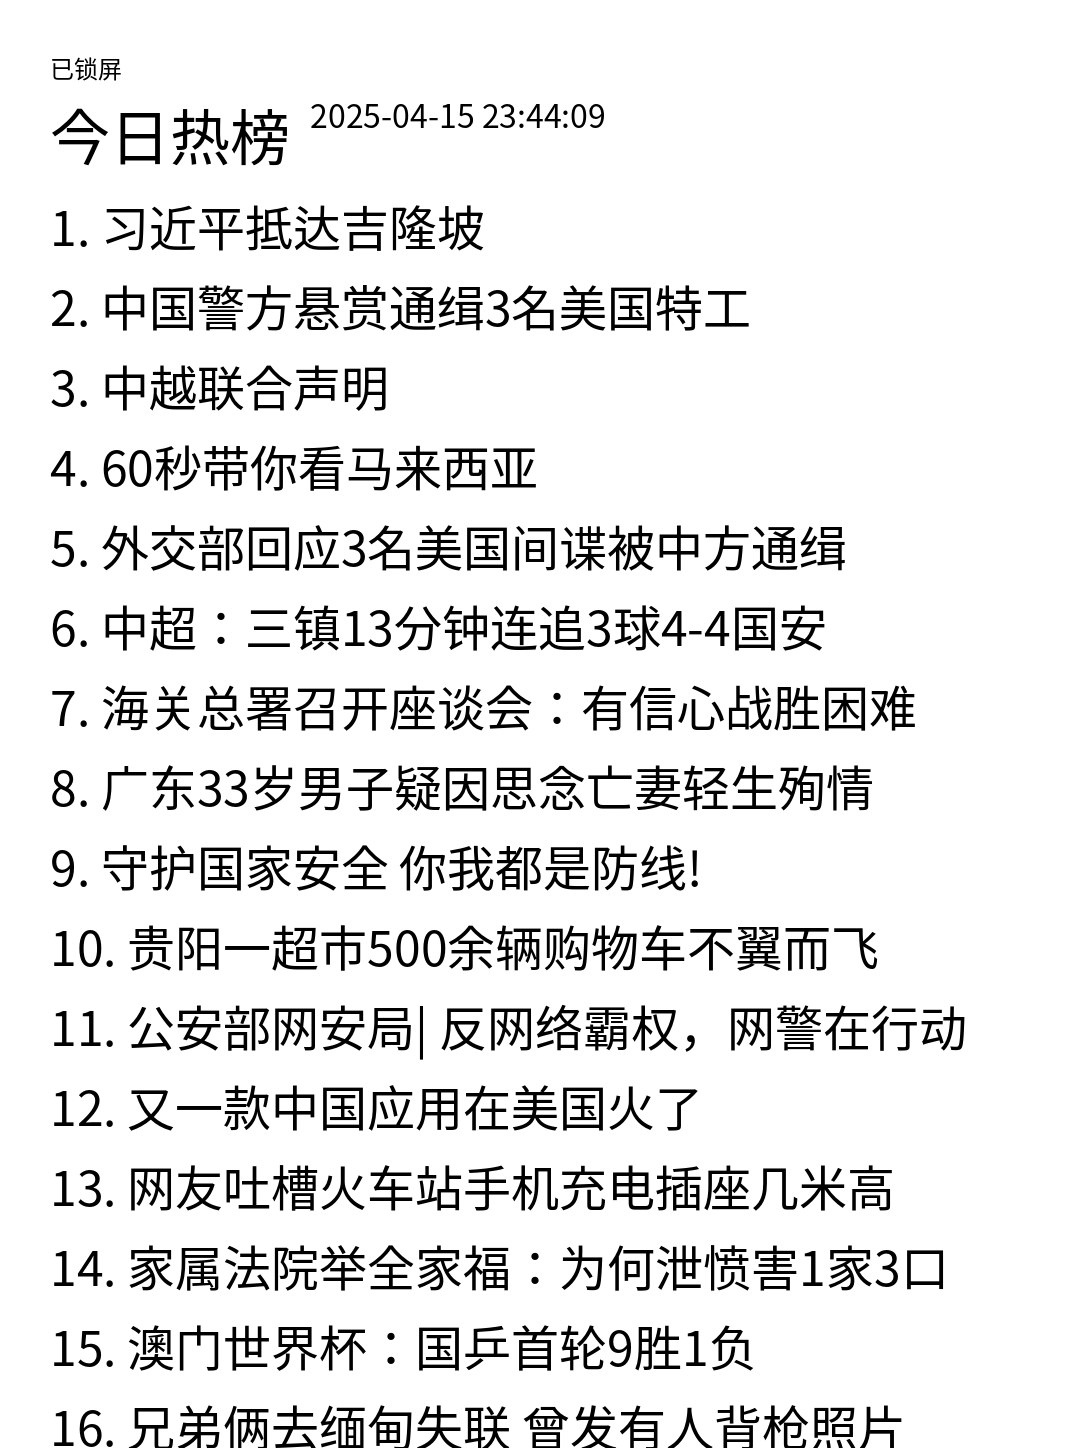 已锁屏
今日热榜 2025-04-15 23:44:09
1. 习近平抵达吉隆坡
2. 中国警方悬赏通缉3名美国特工
3. 中越联合声明
4. 60秒带你看马来西亚
5. 外交部回应3名美国间谍被中方通缉
6. 中超：三镇13分钟连追3球4-4国安
7. 海关总署召开座谈会：有信心战胜困难
8. 广东33岁男子疑因思念亡妻轻生殉情
9. 守护国家安全 你我都是防线!
10. 贵阳一超市500余辆购物车不翼而飞
11. 公安部网安局| 反网络霸权，网警在行动
12. 又一款中国应用在美国火了
13. 网友吐槽火车站手机充电插座几米高
14. 家属法院举全家福：为何泄愤害1家3口
15. 澳门世界杯：国乒首轮9胜1负
16. 兄弟俩去缅甸失联 曾发有人背枪照片